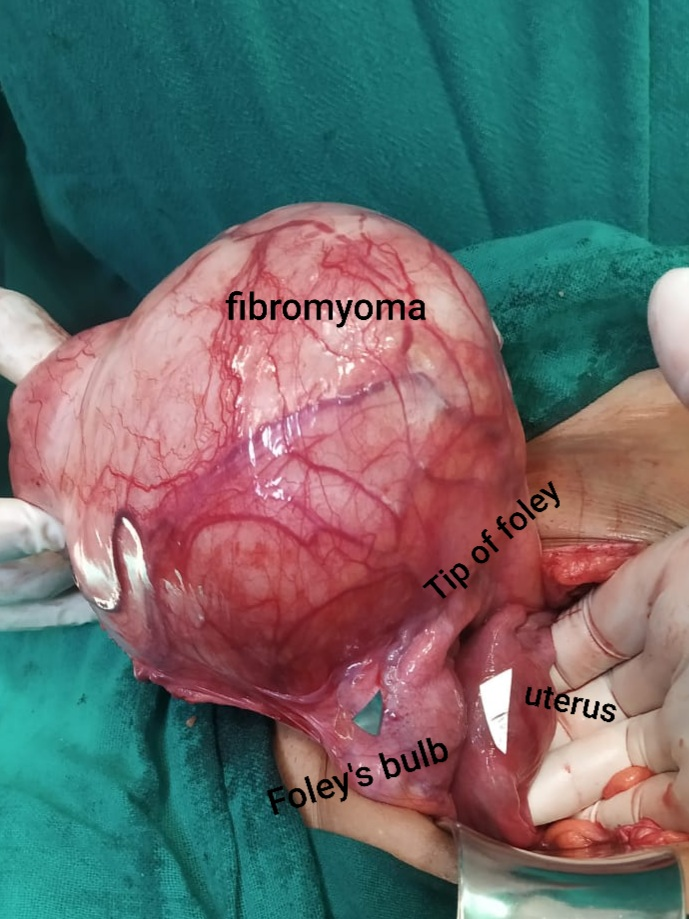 fibromyoma
Tip of foley
uterus
Foley's bulb